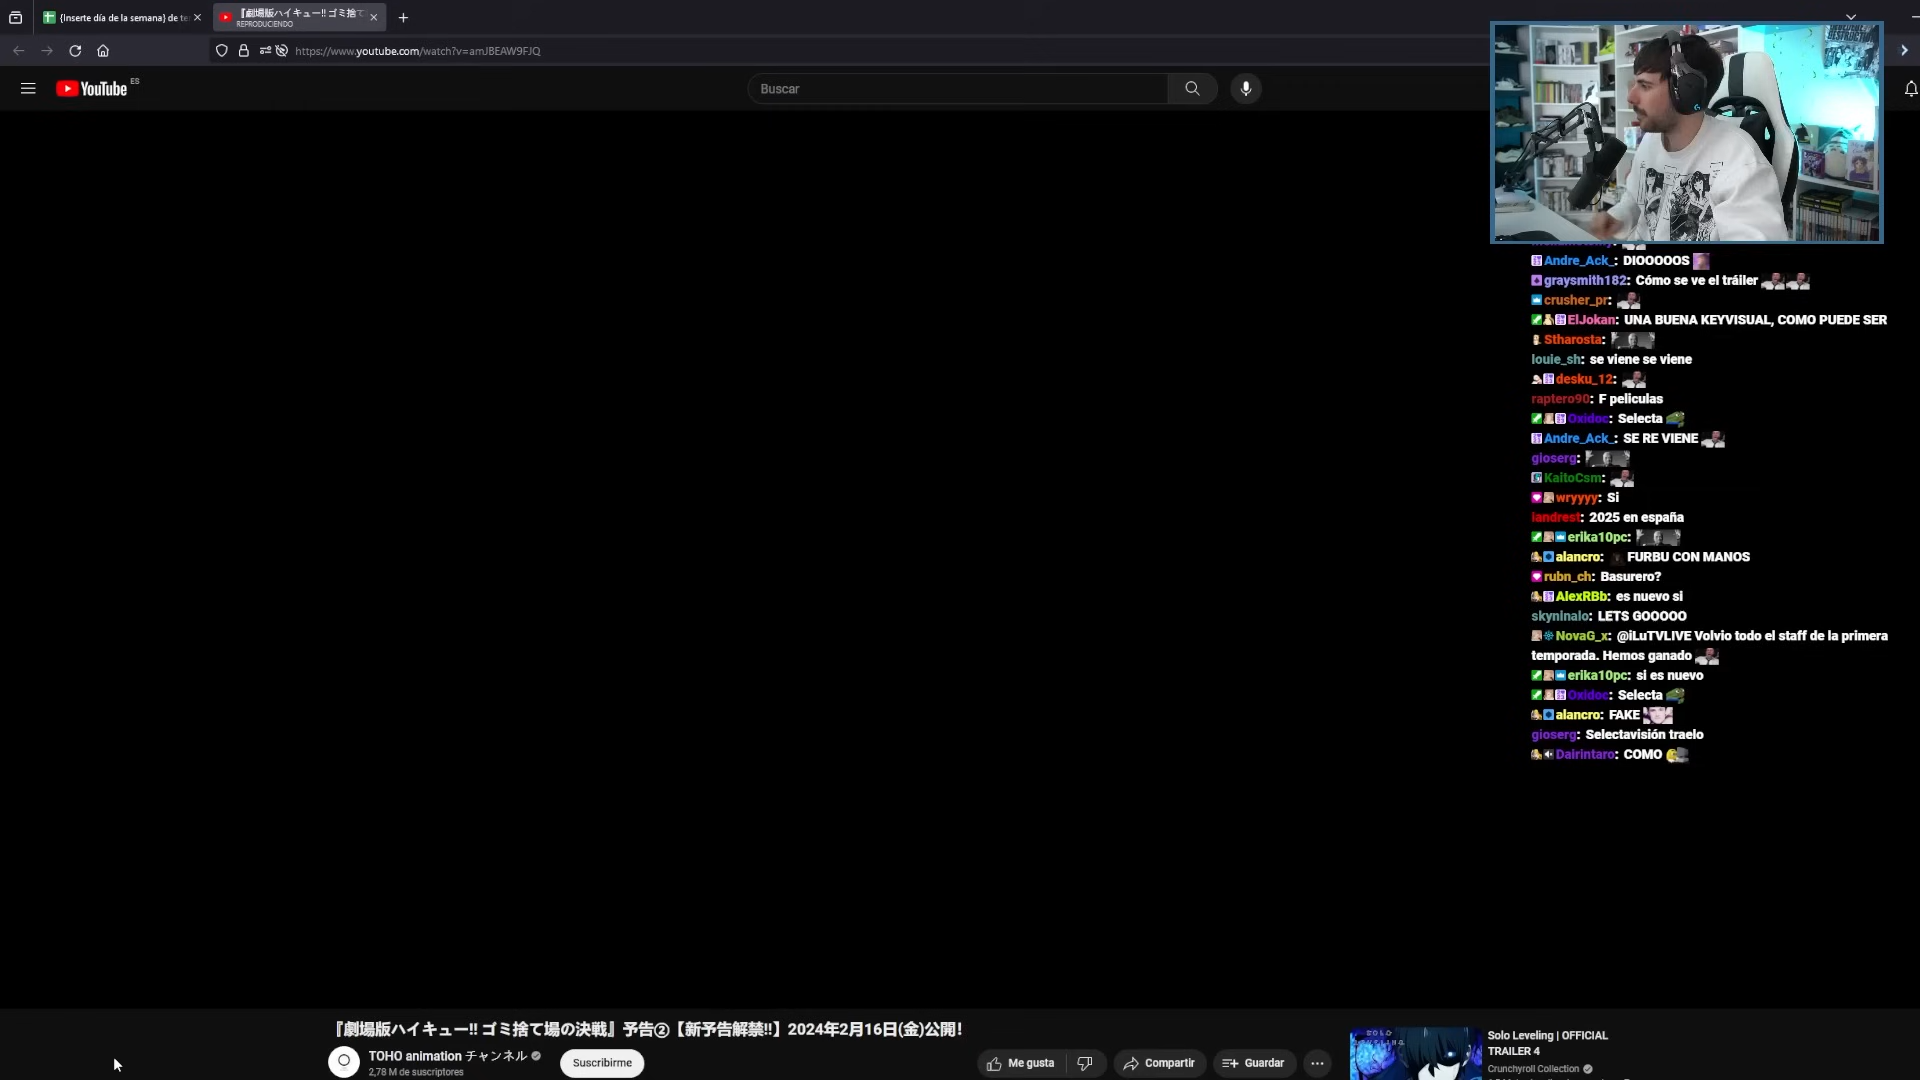 {Inserte día de la semana} de te
『劇場版ハイキュー!! ゴミ捨て
REPRODUCIENDO
https://www.youtube.com/watch?v=amJBEAW9FJQ
YouTube ES
Buscar
Andre_Ack_: DIOOOOOS
graysmith182: Cómo se ve el tráiler
crusher_pr:
ElJokan: UNA BUENA KEYVISUAL, COMO PUEDE SER
Stharosta:
louie_sh: se viene se viene
desku_12:
raptero90: F peliculas
Oxidoc: Selecta
Andre_Ack_: SE RE VIENE
gioserg:
KaitoCsm:
wryyyy: Si
landrest: 2025 en españa
erika10pc:
alancro: FURBU CON MANOS
rubn_ch: Basurero?
AlexRBb: es nuevo si
skyninalo: LETS GOOOOO
NovaG_x: @iLuTVLIVE Volvio todo el staff de la primera
temporada. Hemos ganado
erika10pc: si es nuevo
Oxidoc: Selecta
alancro: FAKE
gioserg: Selectavisión traelo
Dairintaro: COMO
『劇場版ハイキュー!! ゴミ捨て場の決戦』予告②【新予告解禁!!】2024年2月16日(金)公開!
TOHO animation チャンネル
2,78 M de suscriptores
Suscribirme
Me gusta
Compartir
Guardar
SOLO
LEVELING
Solo Leveling | OFFICIAL
TRAILER 4
Crunchyroll Collection